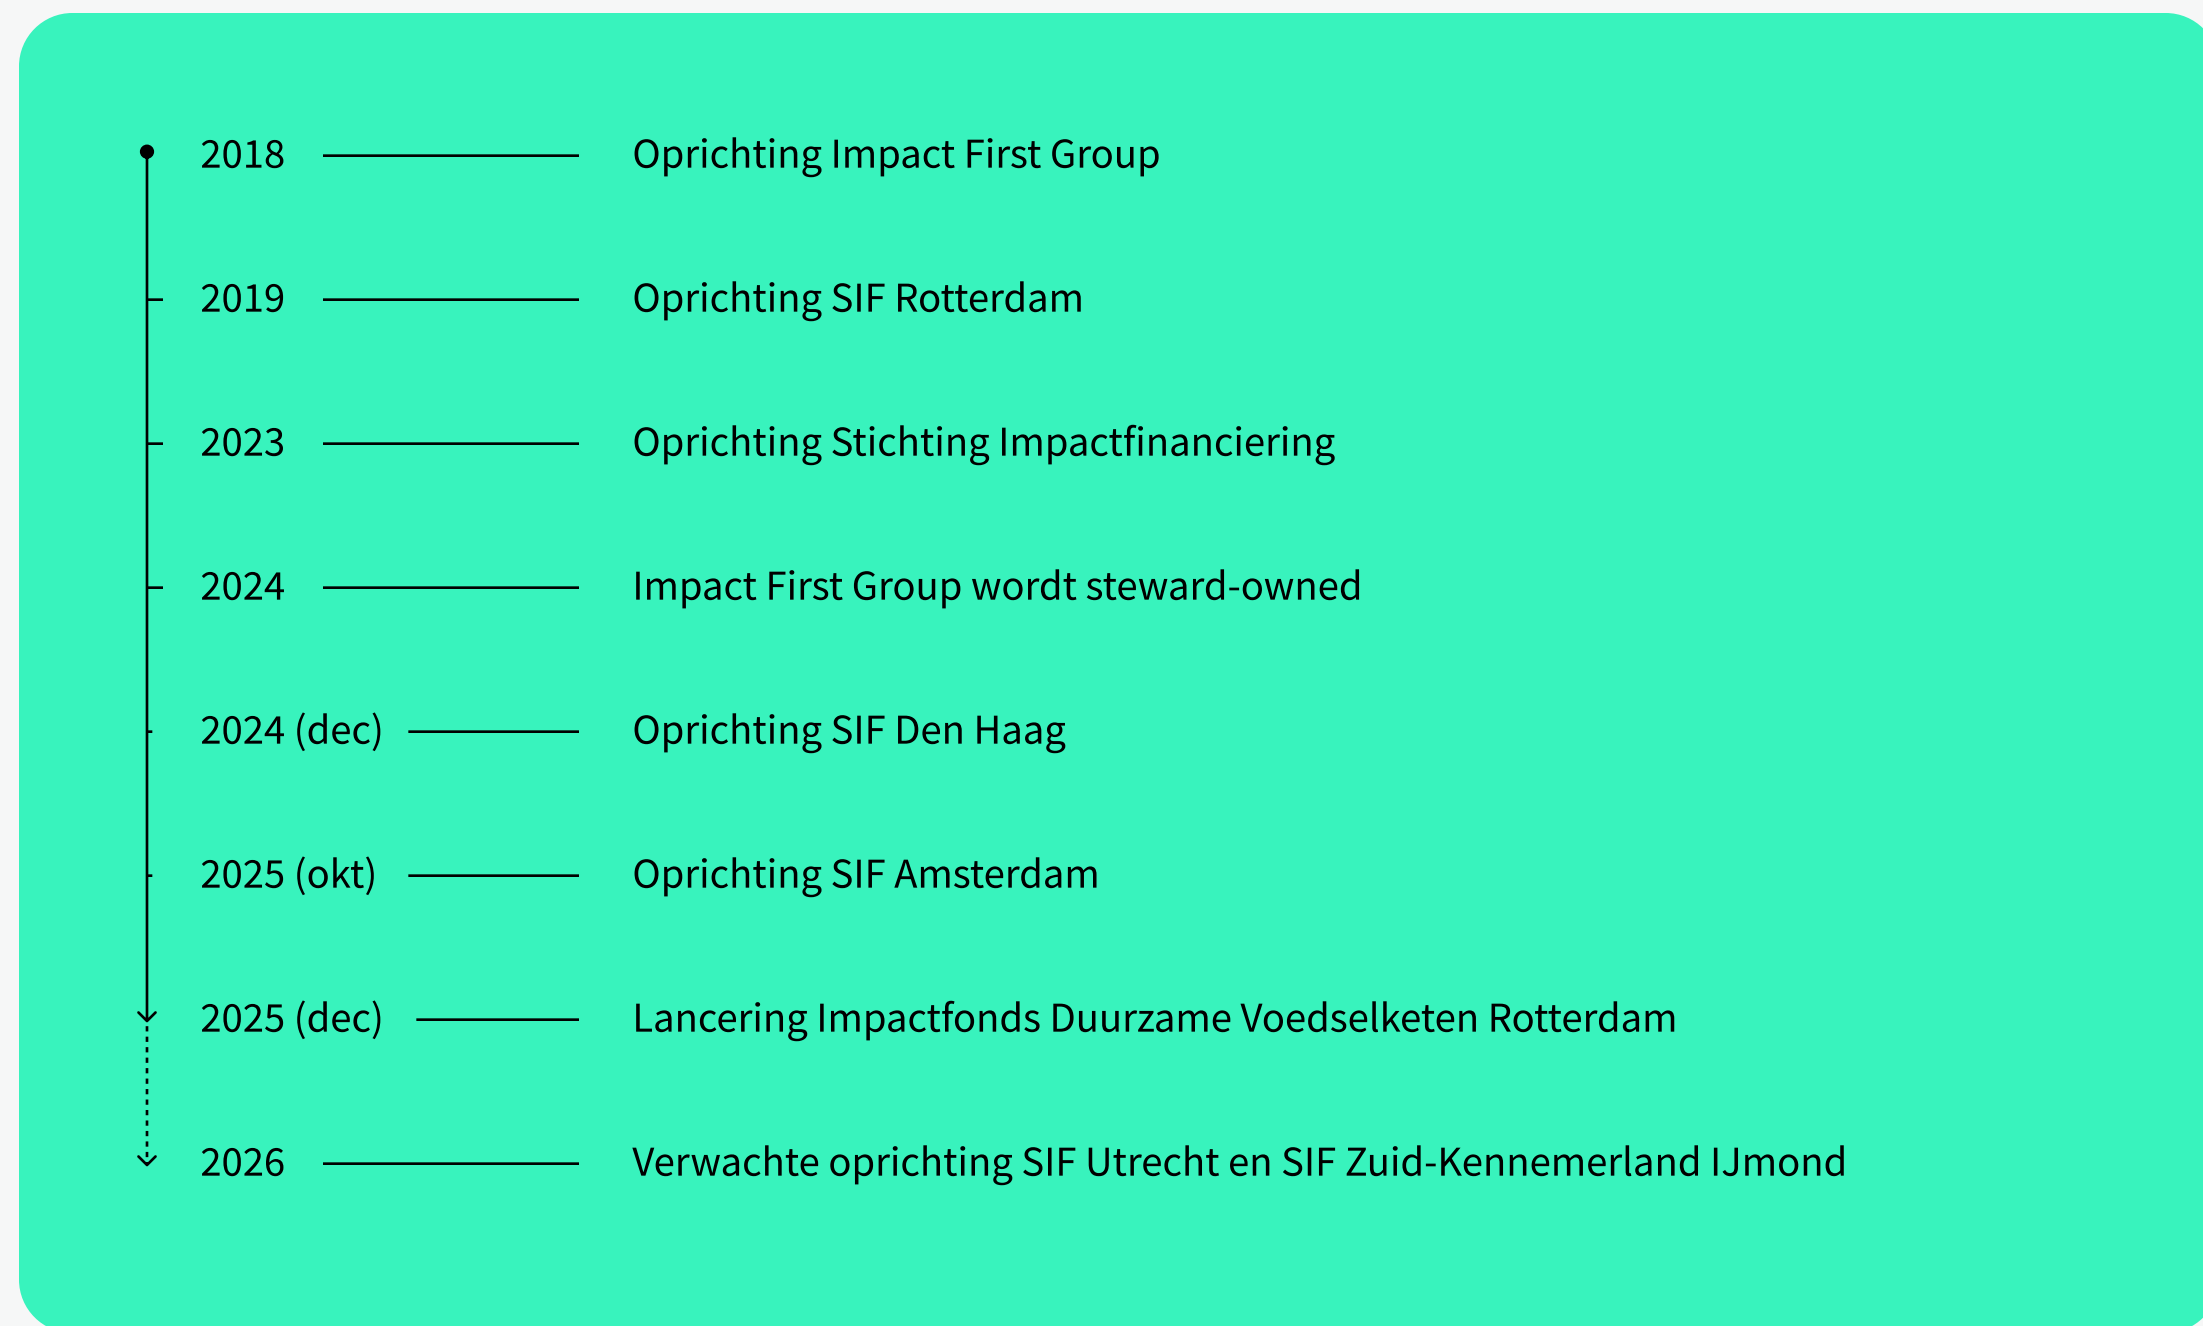 2018 Oprichting Impact First Group
2019 Oprichting SIF Rotterdam
2023 Oprichting Stichting Impactfinanciering
2024 Impact First Group wordt steward-owned
2024 (dec) Oprichting SIF Den Haag
2025 (okt) Oprichting SIF Amsterdam
2025 (dec) Lancering Impactfonds Duurzame Voedselketen Rotterdam
2026 Verwachte oprichting SIF Utrecht en SIF Zuid-Kennemerland IJmond